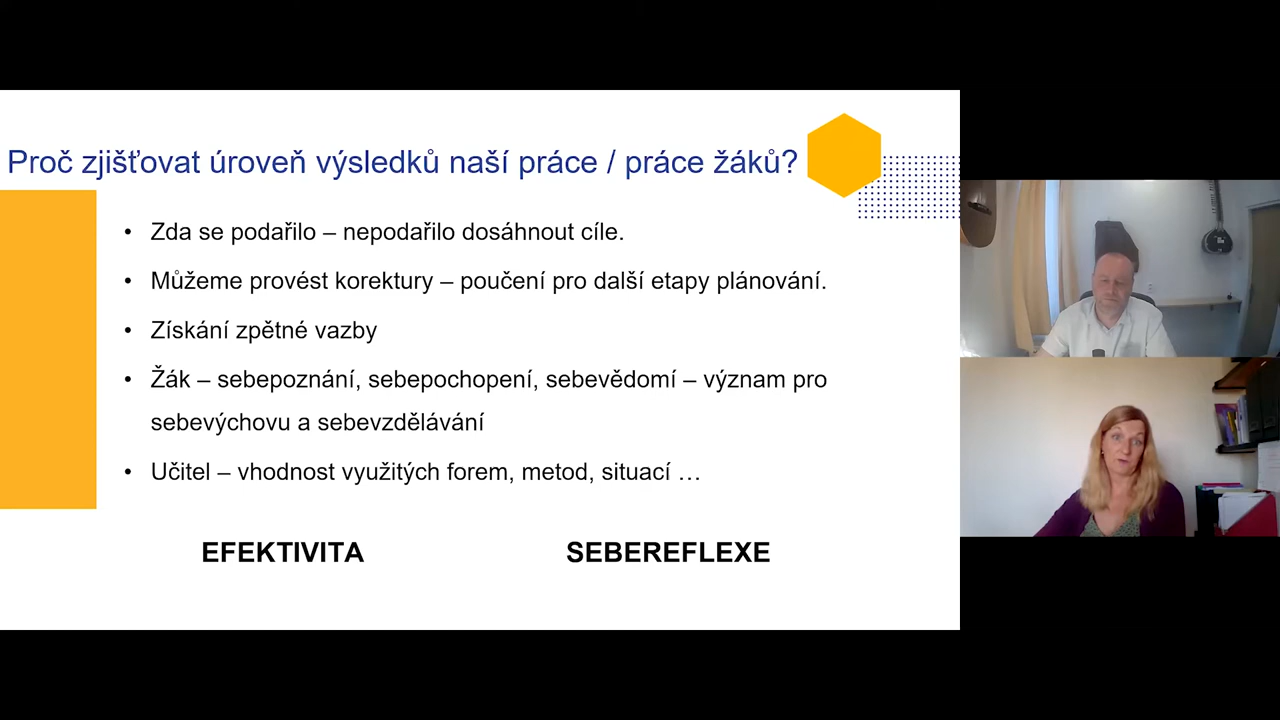 Proč zjišťovat úroveň výsledků naší práce / práce žáků?
• Zda se podařilo – nepodařilo dosáhnout cíle.
• Můžeme provést korektury – poučení pro další etapy plánování.
• Získání zpětné vazby
• Žák – sebepoznání, sebepochopení, sebevědomí – význam pro
sebevýchovu a sebevzdělávání
• Učitel – vhodnost využitých forem, metod, situací …
EFEKTIVITA
SEBEREFLEXE